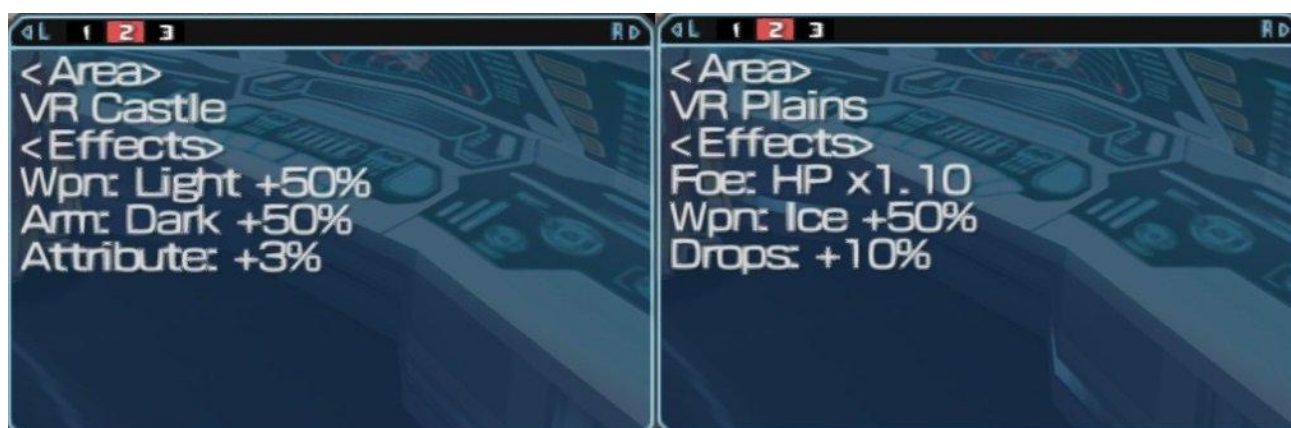 L 1 2 3 R
<Area>
VR Castle
<Effects>
Wpn: Light +50%
Arm: Dark +50%
Attribute: +3%
L 1 2 3 R
<Area>
VR Plains
<Effects>
Foe: HP x1.10
Wpn: Ice +50%
Drops: +10%